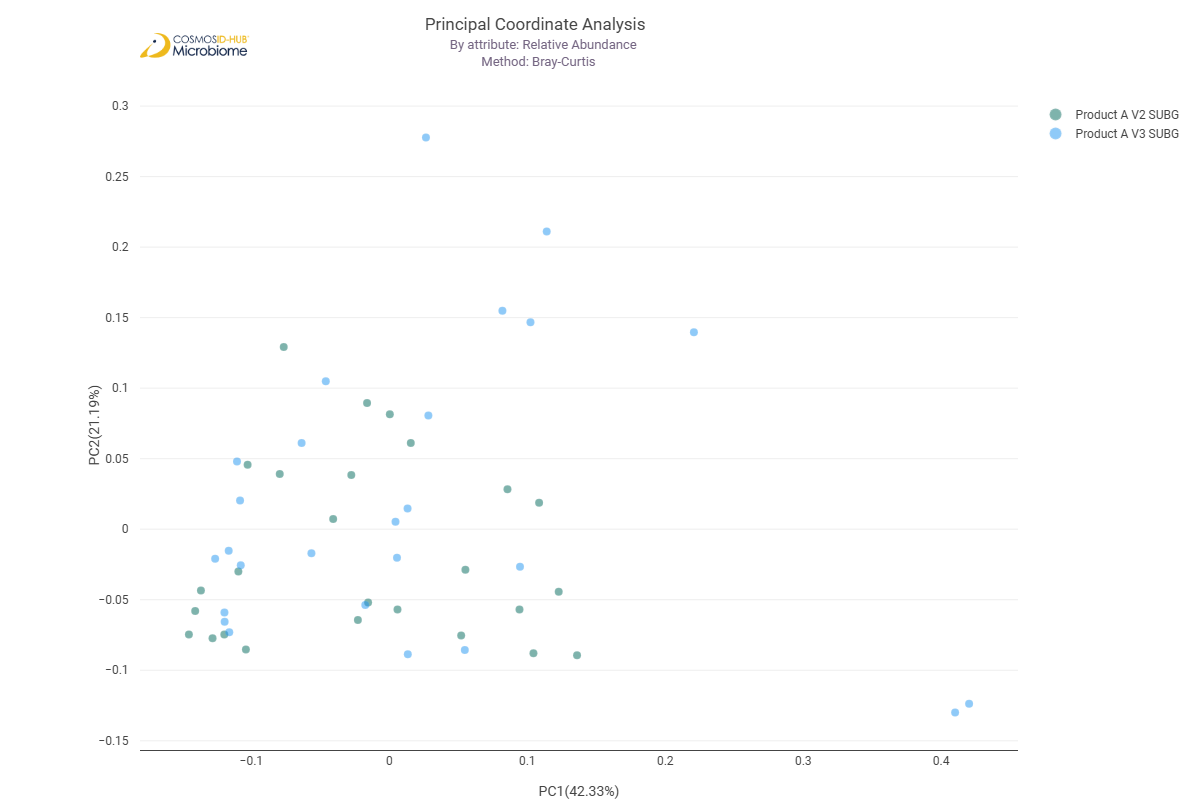 Principal Coordinate Analysis
By attribute: Relative Abundance
Method: Bray-Curtis
COSMOSID-HUB
Microbiome
Product A V2 SUBG
Product A V3 SUBG
0.3
0.25
0.2
0.15
0.1
0.05
0
−0.05
−0.1
−0.15
PC2(21.19%)
−0.1 0 0.1 0.2 0.3 0.4
PC1(42.33%)